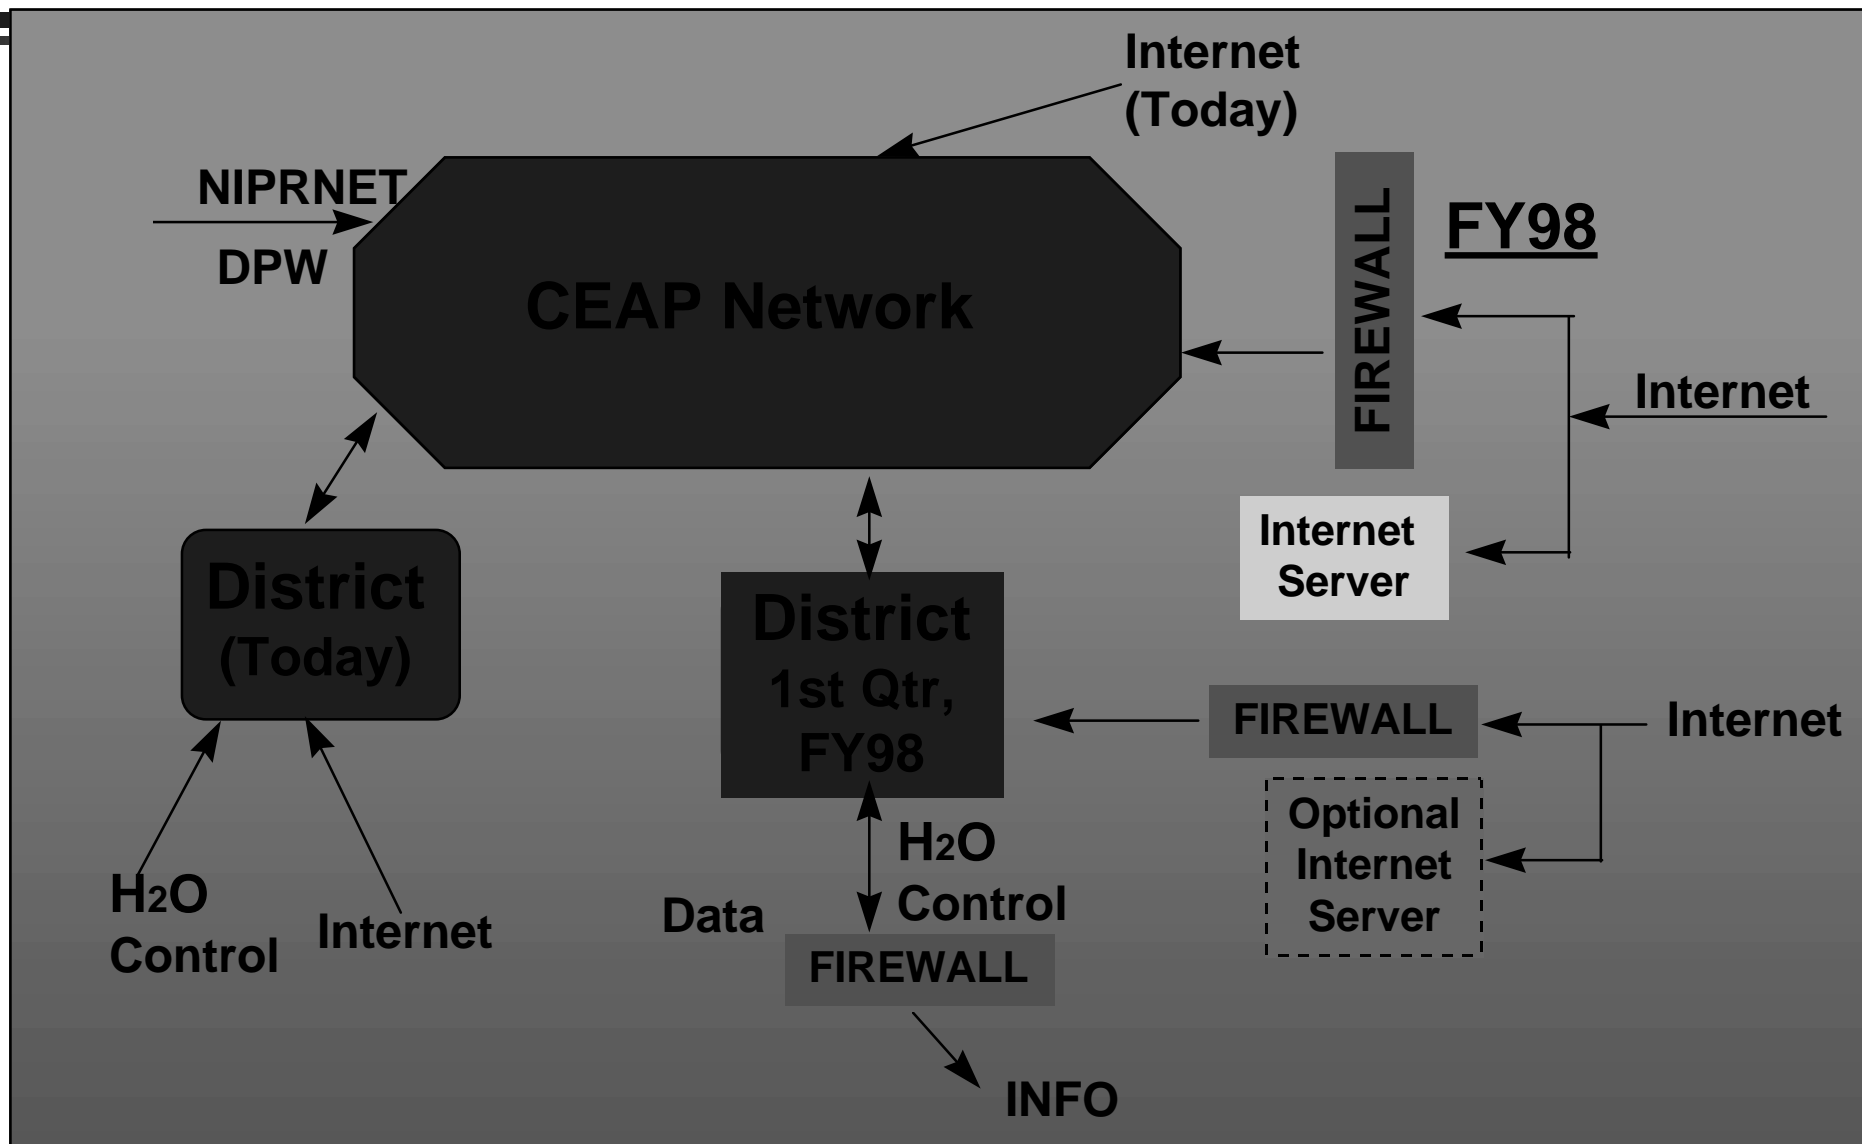 Internet
(Today)
NIPRNET
DPW
CEAP Network
FIREWALL
FY98
Internet
Internet
Server
District
(Today)
District
1st Qtr,
FY98
FIREWALL
Internet
Optional
Internet
Server
H2O
Control
Internet
Data
H2O
Control
FIREWALL
INFO